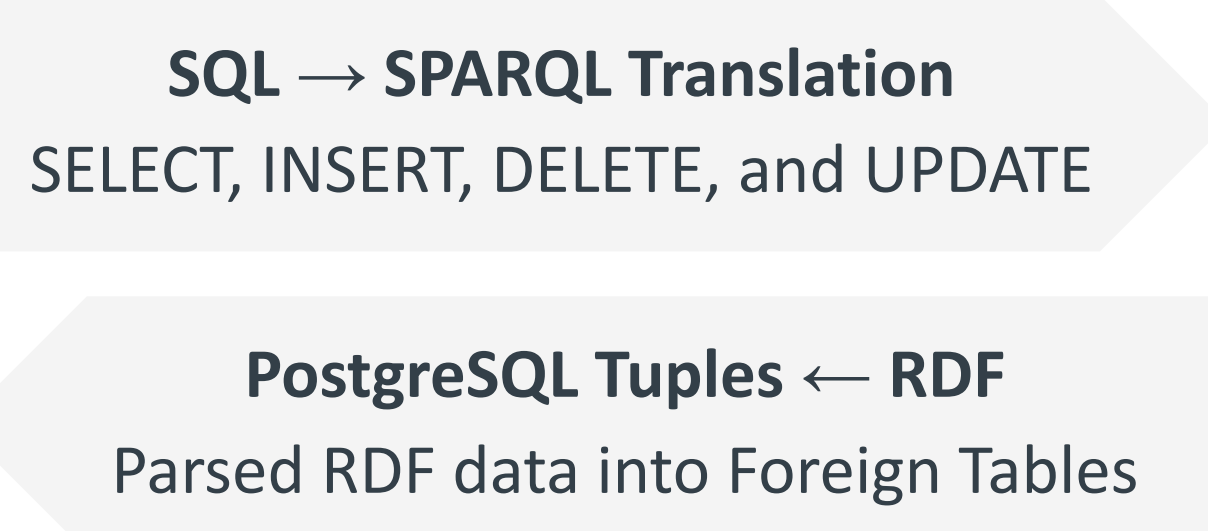 SQL → SPARQL Translation
SELECT, INSERT, DELETE, and UPDATE
PostgreSQL Tuples ← RDF
Parsed RDF data into Foreign Tables